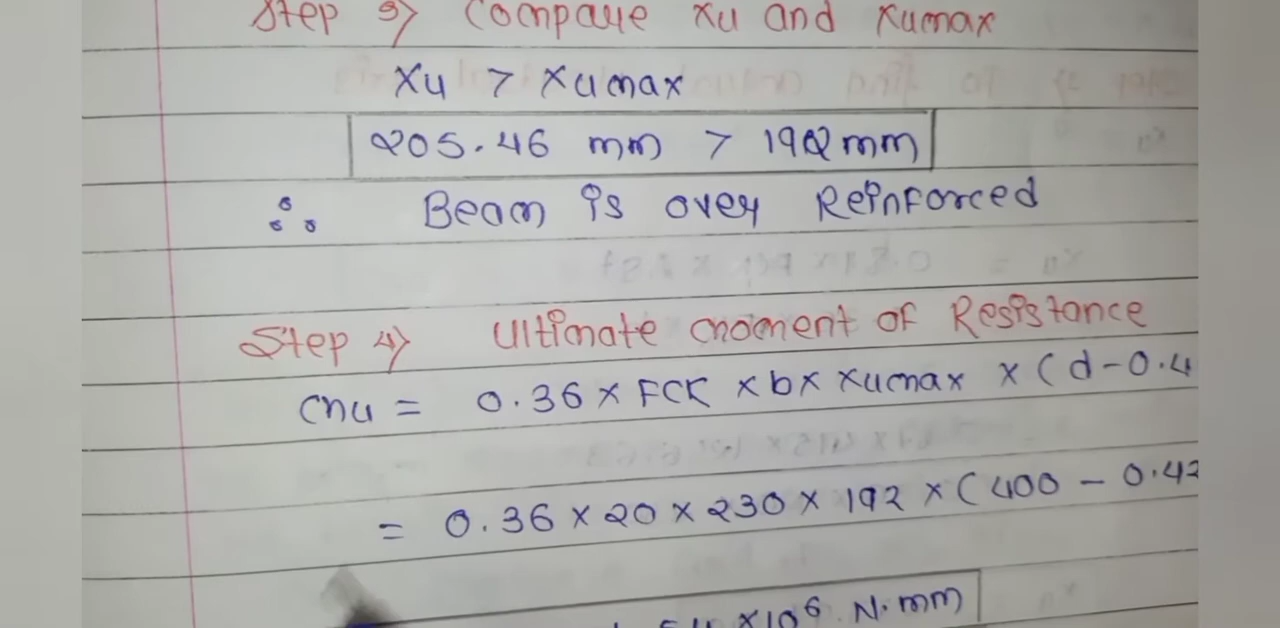 Step 3) Compare xu and xumax
xu > xumax
205.46 mm > 192mm
∴ Beam is over Reinforced
Step 4) Ultimate moment of Resistance
mu = 0.36 x FCK x b x xumax x (d - 0.4
= 0.36 x 20 x 230 x 192 x (400 - 0.42
x 10⁶ N.mm